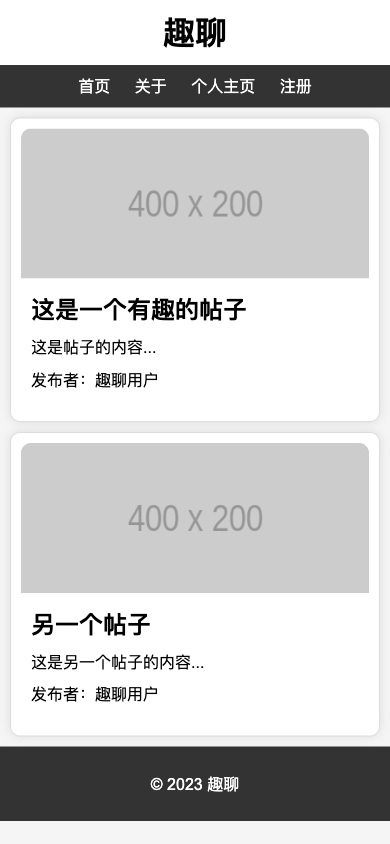 趣聊
首页 关于 个人主页 注册
400 x 200
这是一个有趣的帖子
这是帖子的内容...
发布者：趣聊用户
400 x 200
另一个帖子
这是另一个帖子的内容...
发布者：趣聊用户
© 2023 趣聊